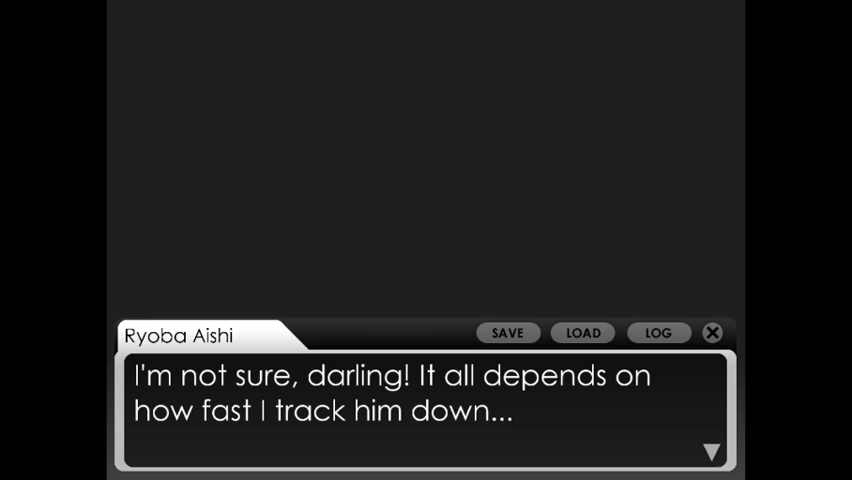 Ryoba Aishi
SAVE
LOAD
LOG
I'm not sure, darling! It all depends on
how fast I track him down...